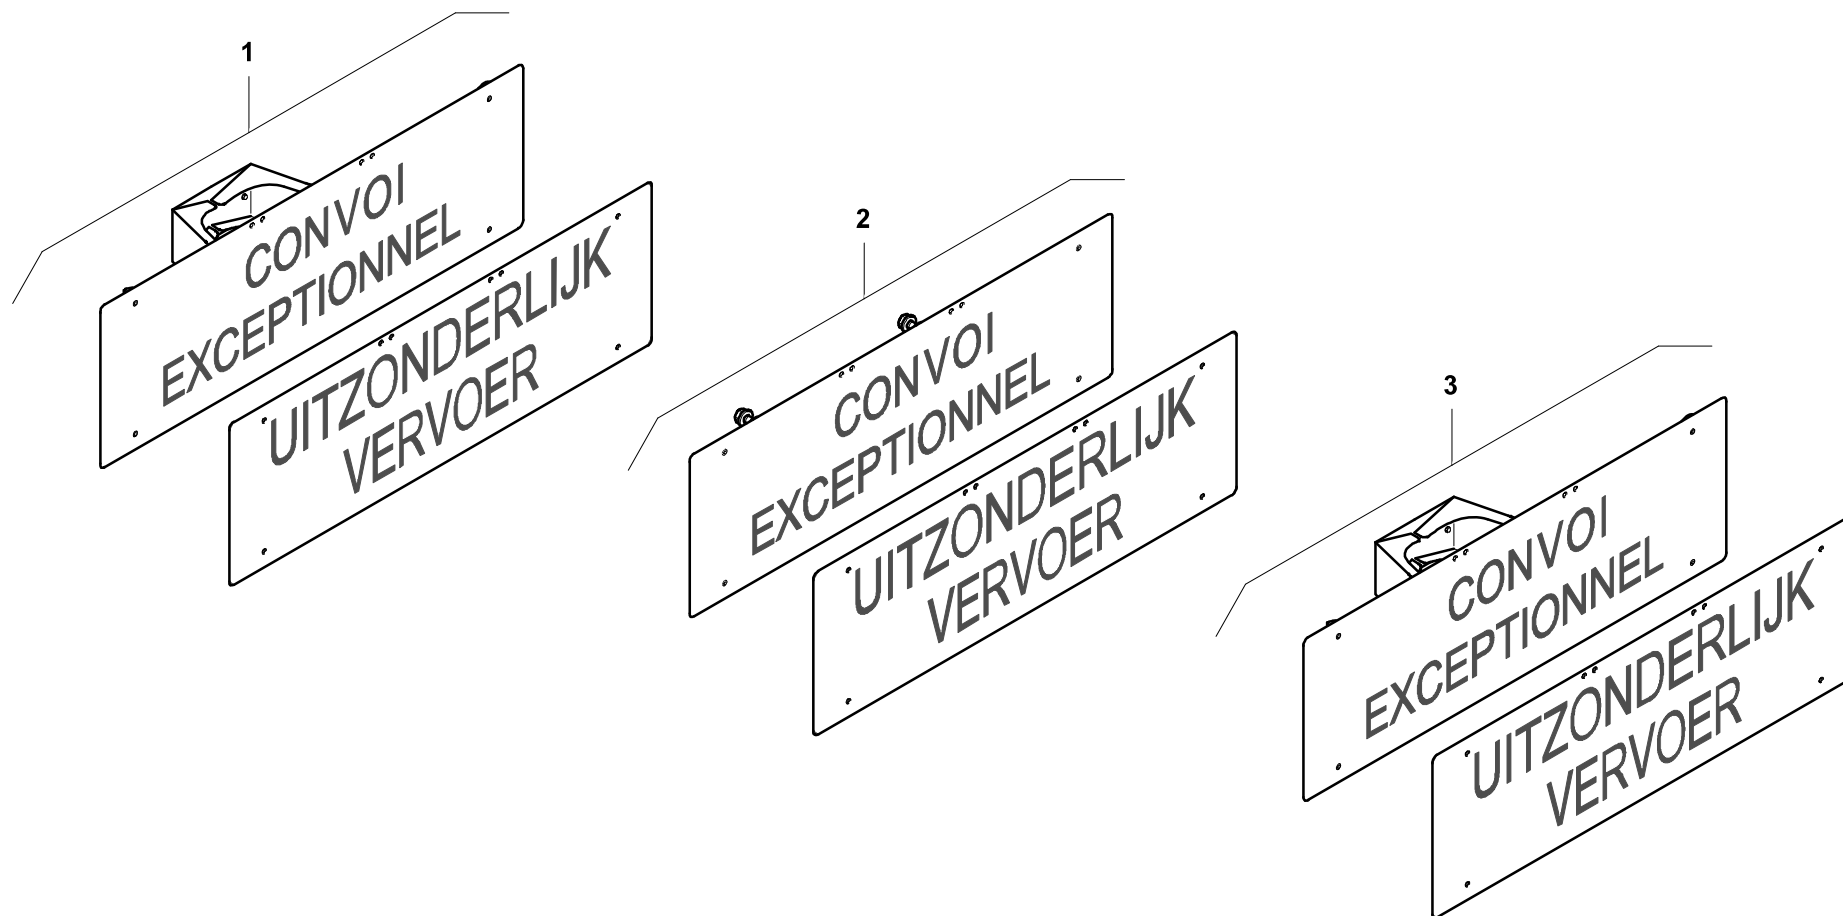 1
CONVOI
EXCEPTIONNEL
UITZONDERLIJK
VERVOER
2
CONVOI
EXCEPTIONNEL
UITZONDERLIJK
VERVOER
3
CONVOI
EXCEPTIONNEL
UITZONDERLIJK
VERVOER